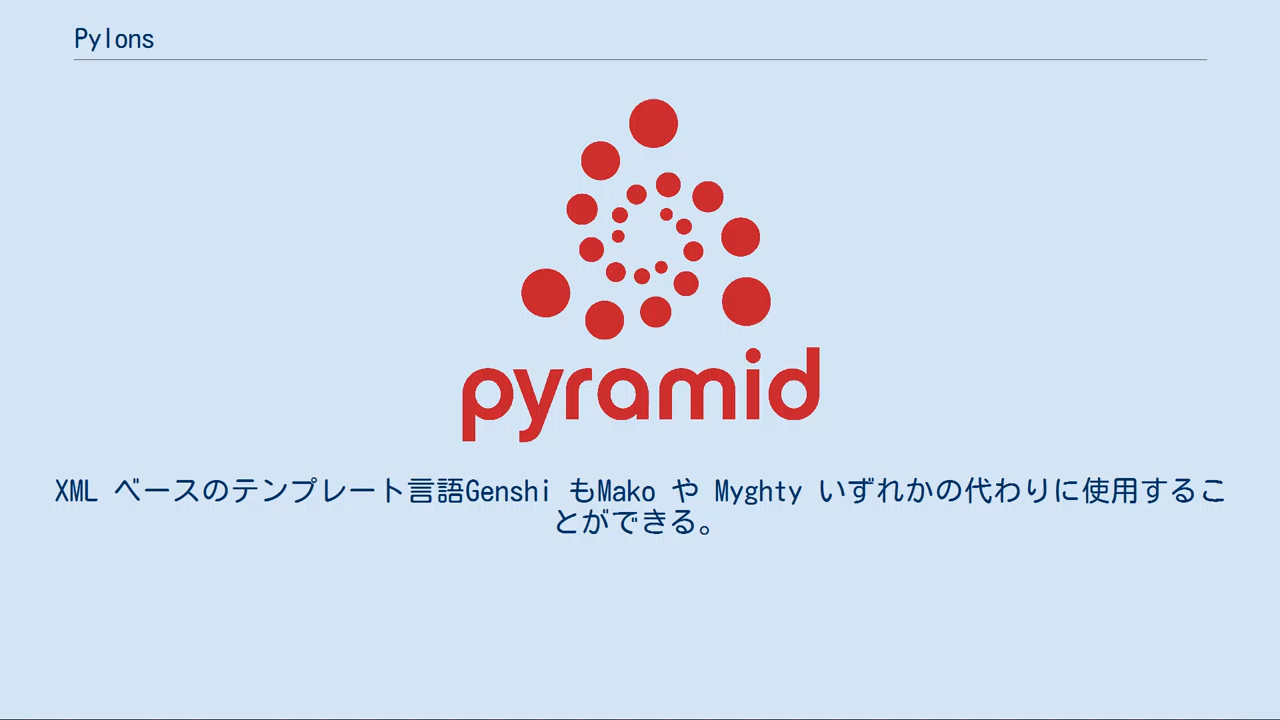 Pylons
pyramid
XML ベースのテンプレート言語Genshi もMako や Myghty いずれかの代わりに使用するこ
とができる。